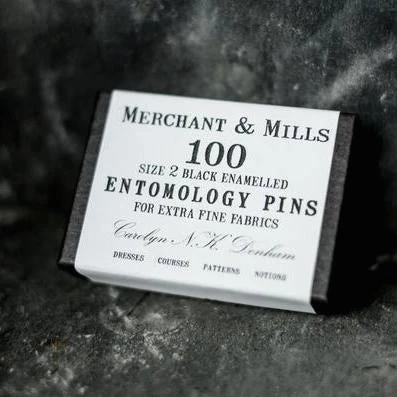 MERCHANT & MILLS
100
SIZE 2 BLACK ENAMELLED
ENTOMOLOGY PINS
FOR EXTRA FINE FABRICS
Carolyn N.K. Denham
DRESSES COURSES PATTERNS NOTIONS